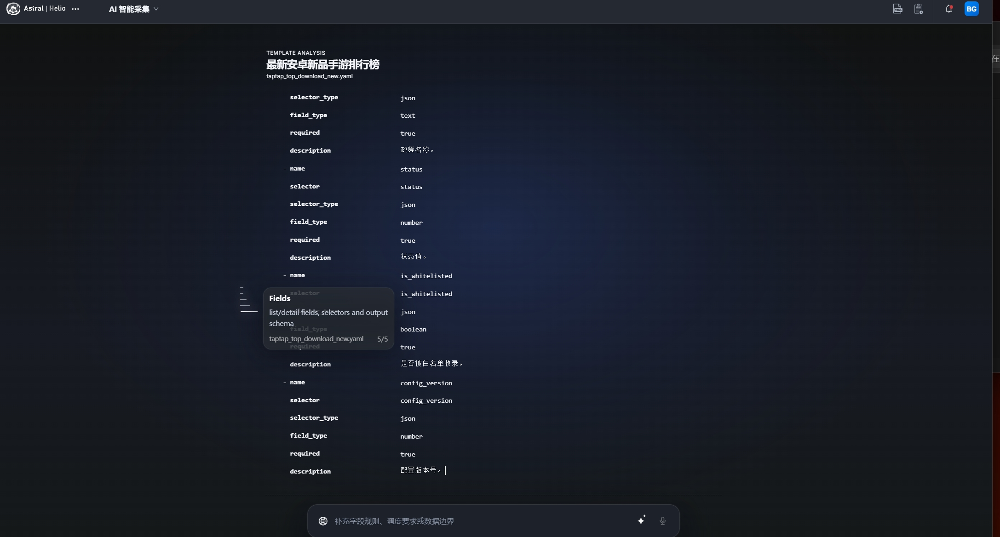 Astral | Helio ···
AI 智能采集
YAML
BG
在
TEMPLATE ANALYSIS
最新安卓新品手游排行榜
taptap_top_download_new.yaml
selector_type json
field_type text
required true
description 政策名称。
- name status
selector status
selector_type json
field_type number
required true
description 状态值。
- name is_whitelisted
selector is_whitelisted
json
field_type boolean
required true
description 是否被白名单收录。
Fields
list/detail fields, selectors and output
schema
taptap_top_download_new.yaml 5/5
- name config_version
selector config_version
selector_type json
field_type number
required true
description 配置版本号。
补充字段规则、调度要求或数据边界